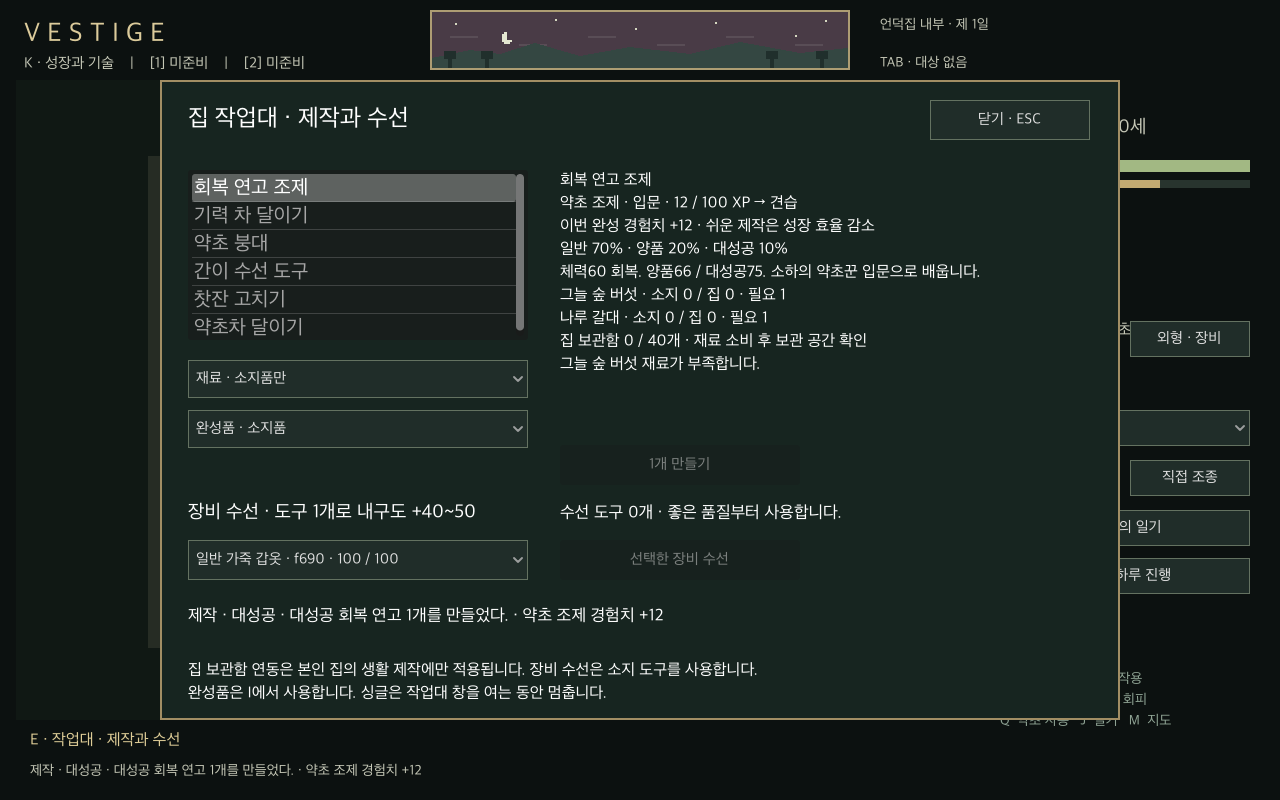 VESTIGE
K · 성장과 기술 | [1] 미준비 | [2] 미준비
언덕집 내부 · 제 1일
TAB · 대상 없음
집 작업대 · 제작과 수선
닫기 · ESC
0세
회복 연고 조제
기력 차 달이기
약초 붕대
간이 수선 도구
찻잔 고치기
약초차 달이기
회복 연고 조제
약초 조제 · 입문 · 12 / 100 XP → 견습
이번 완성 경험치 +12 · 쉬운 제작은 성장 효율 감소
일반 70% · 양품 20% · 대성공 10%
체력60 회복. 양품66 / 대성공75. 소하의 약초꾼 입문으로 배웁니다.
그늘 숲 버섯 · 소지 0 / 집 0 · 필요 1
나루 갈대 · 소지 0 / 집 0 · 필요 1
집 보관함 0 / 40개 · 재료 소비 후 보관 공간 확인
그늘 숲 버섯 재료가 부족합니다.
초
외형 · 장비
재료 · 소지품만
완성품 · 소지품
1개 만들기
직접 조종
장비 수선 · 도구 1개로 내구도 +40~50
수선 도구 0개 · 좋은 품질부터 사용합니다.
의 일기
일반 가죽 갑옷 · f690 · 100 / 100
선택한 장비 수선
하루 진행
제작 · 대성공 · 대성공 회복 연고 1개를 만들었다. · 약초 조제 경험치 +12
집 보관함 연동은 본인 집의 생활 제작에만 적용됩니다. 장비 수선은 소지 도구를 사용합니다.
완성품은 I에서 사용합니다. 싱글은 작업대 창을 여는 동안 멈춥니다.
작용
회피
M 지도
E · 작업대 · 제작과 수선
제작 · 대성공 · 대성공 회복 연고 1개를 만들었다. · 약초 조제 경험치 +12